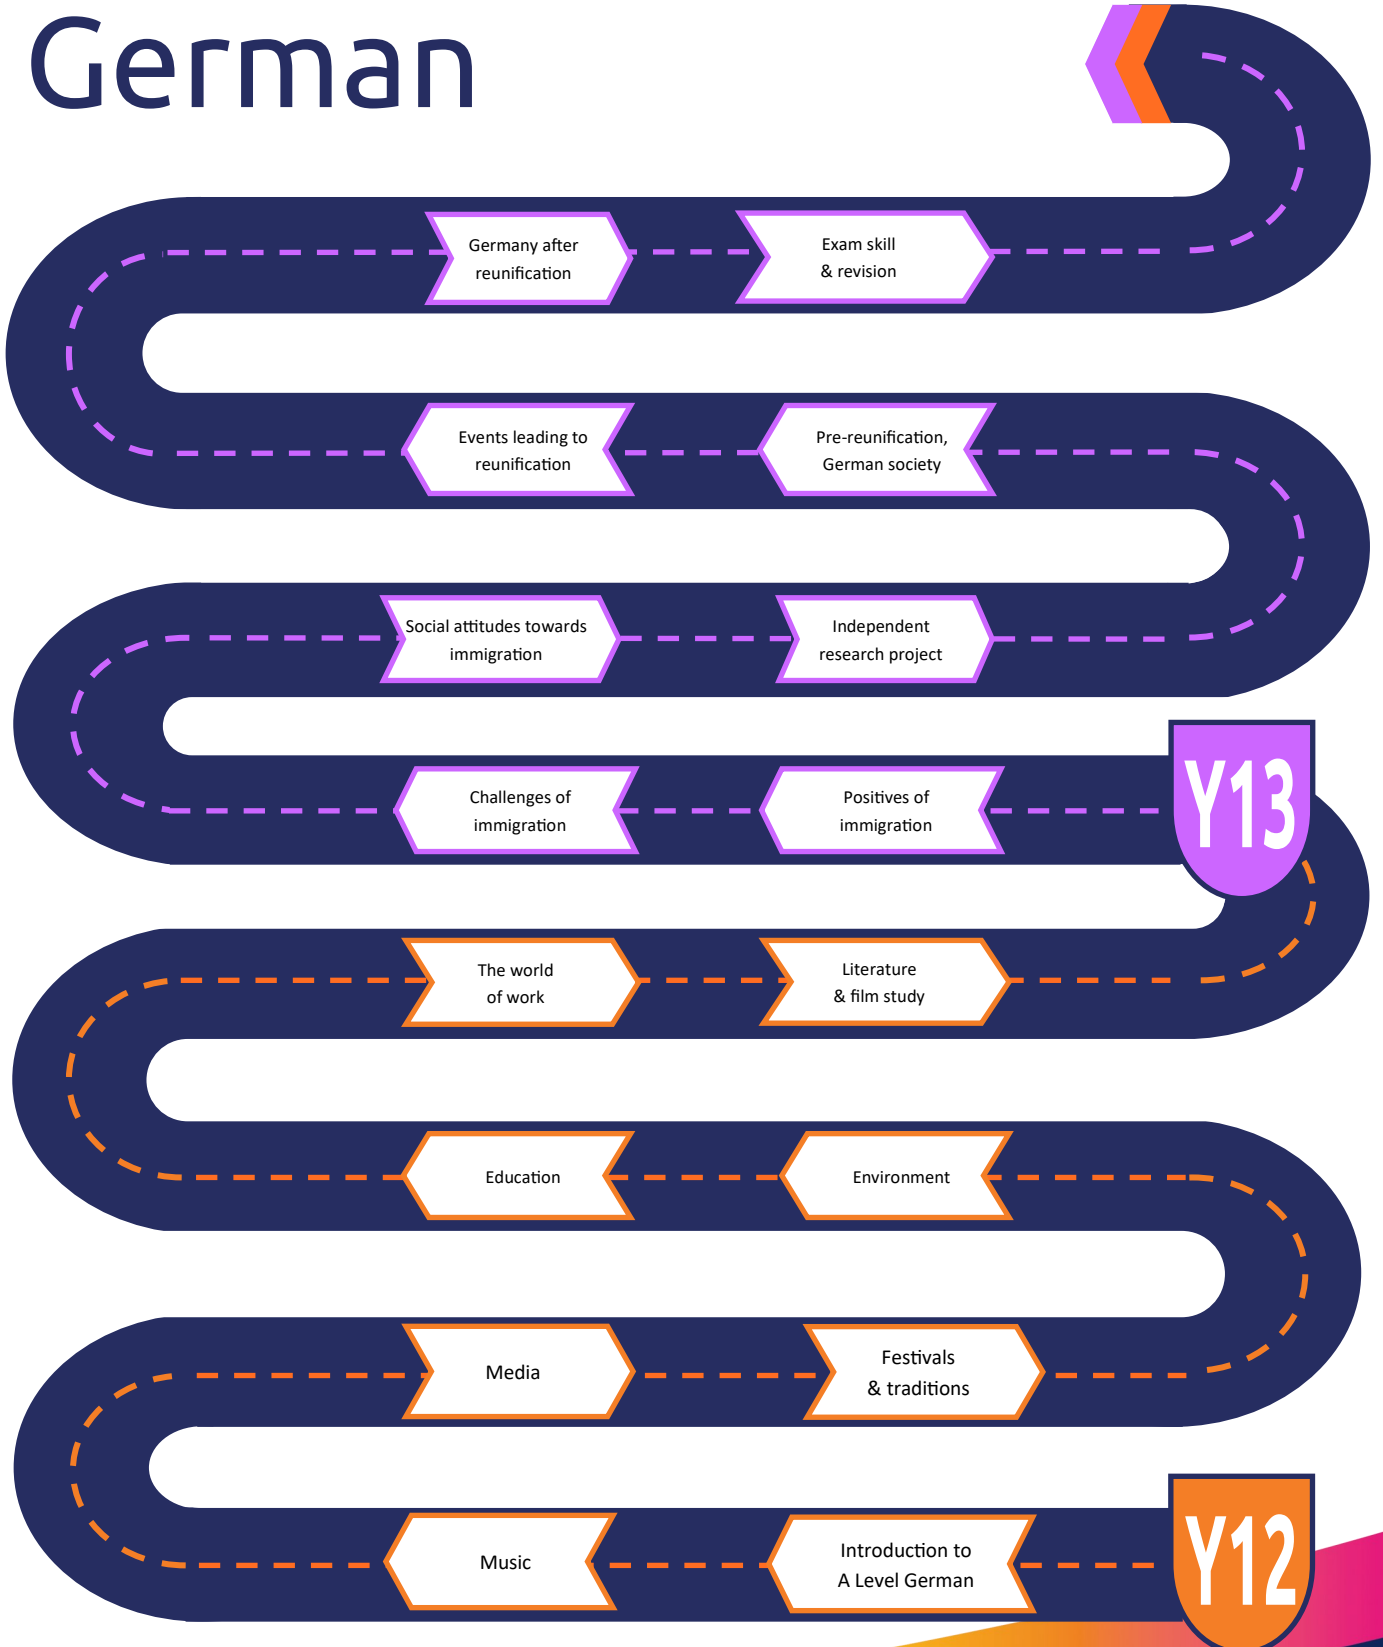 German
Germany after
reunification
Exam skill
& revision
Events leading to
reunification
Pre-reunification,
German society
Social attitudes towards
immigration
Independent
research project
Challenges of
immigration
Positives of
immigration
Y13
The world
of work
Literature
& film study
Education
Environment
Media
Festivals
& traditions
Music
Introduction to
A Level German
Y12